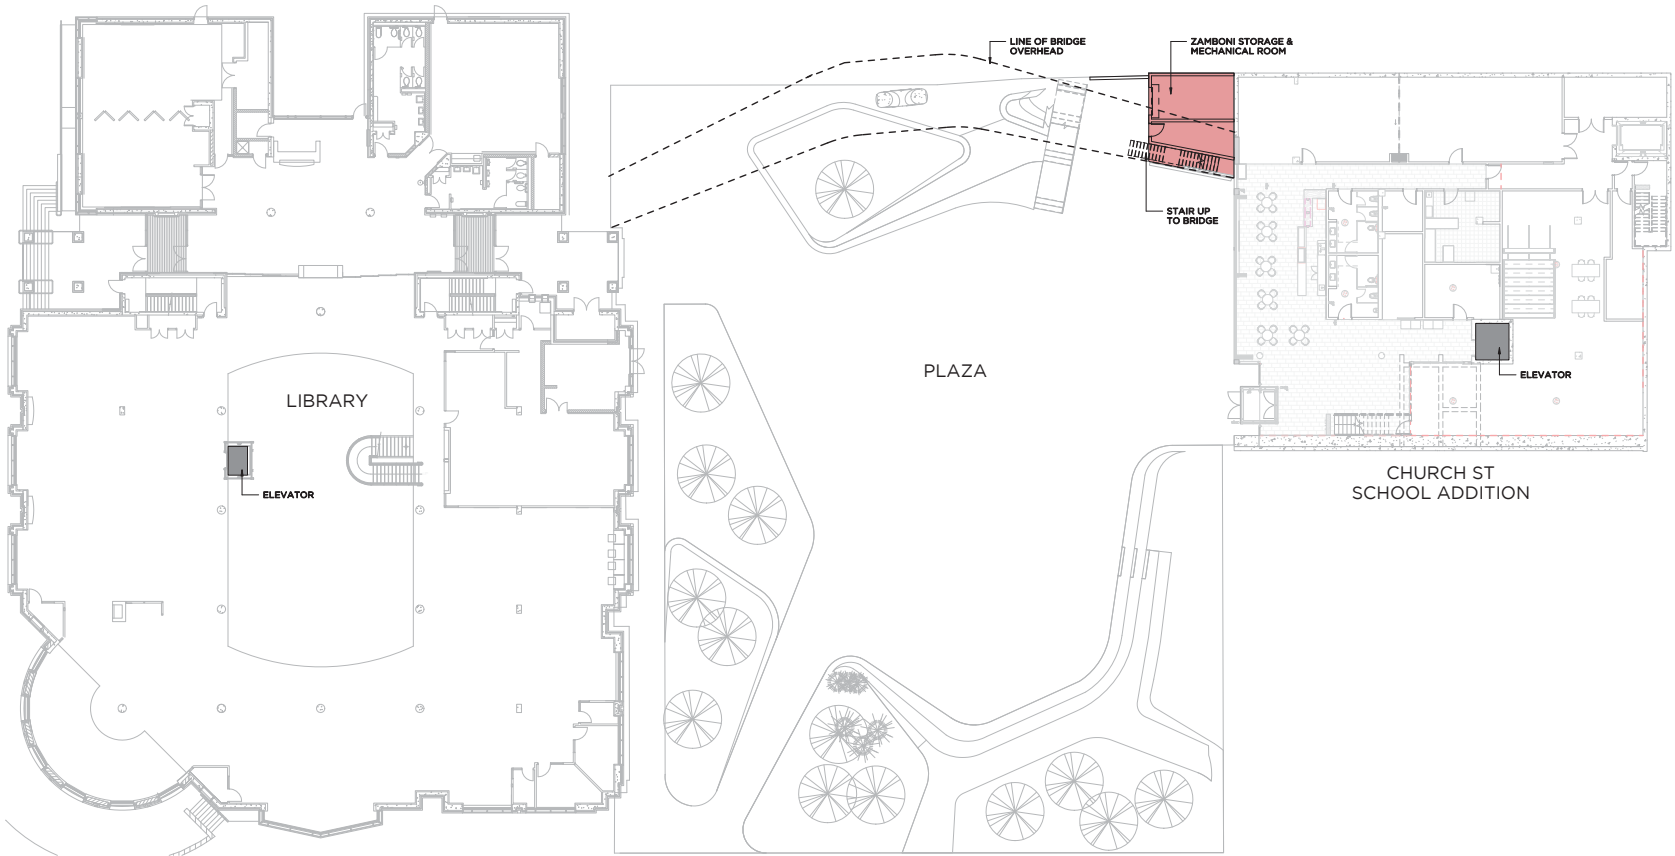 LINE OF BRIDGE
OVERHEAD
ZAMBONI STORAGE &
MECHANICAL ROOM
STAIR UP
TO BRIDGE
PLAZA
LIBRARY
ELEVATOR
ELEVATOR
CHURCH ST
SCHOOL ADDITION